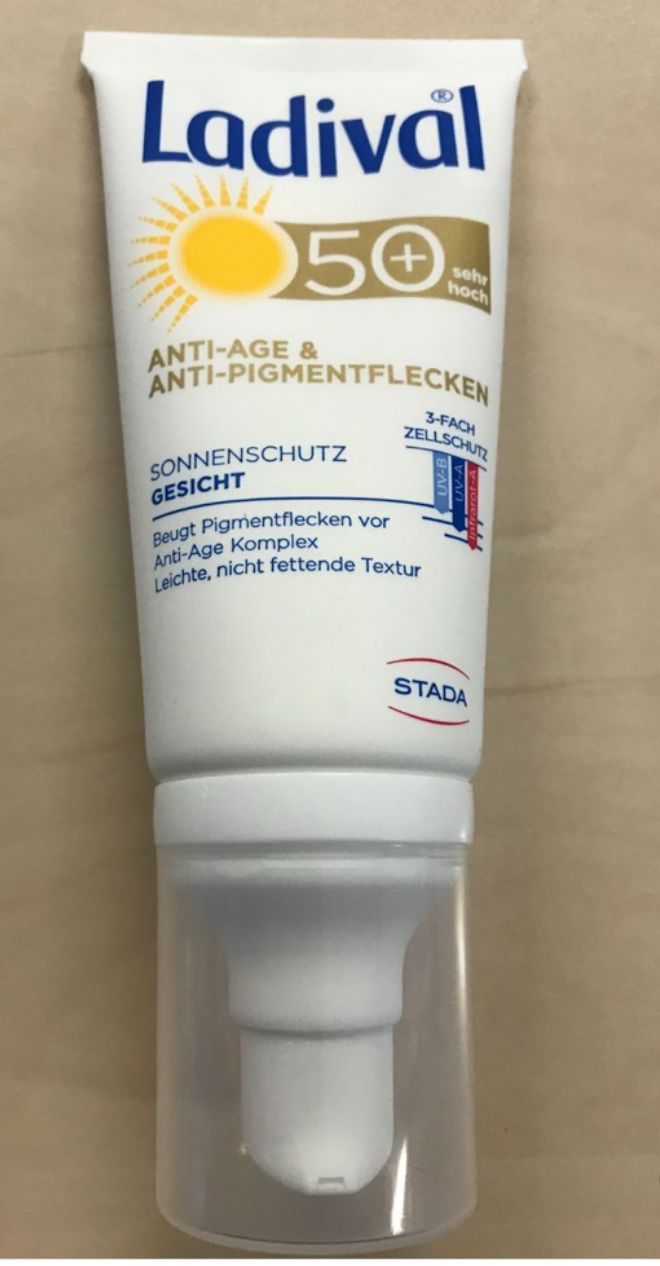 Ladival®
50+ sehr
hoch
ANTI-AGE &
ANTI-PIGMENTFLECKEN
3-FACH
ZELLSCHUTZ
UV-B
UV-A
Infrarot-A
SONNENSCHUTZ
GESICHT
Beugt Pigmentflecken vor
Anti-Age Komplex
Leichte, nicht fettende Textur
STADA